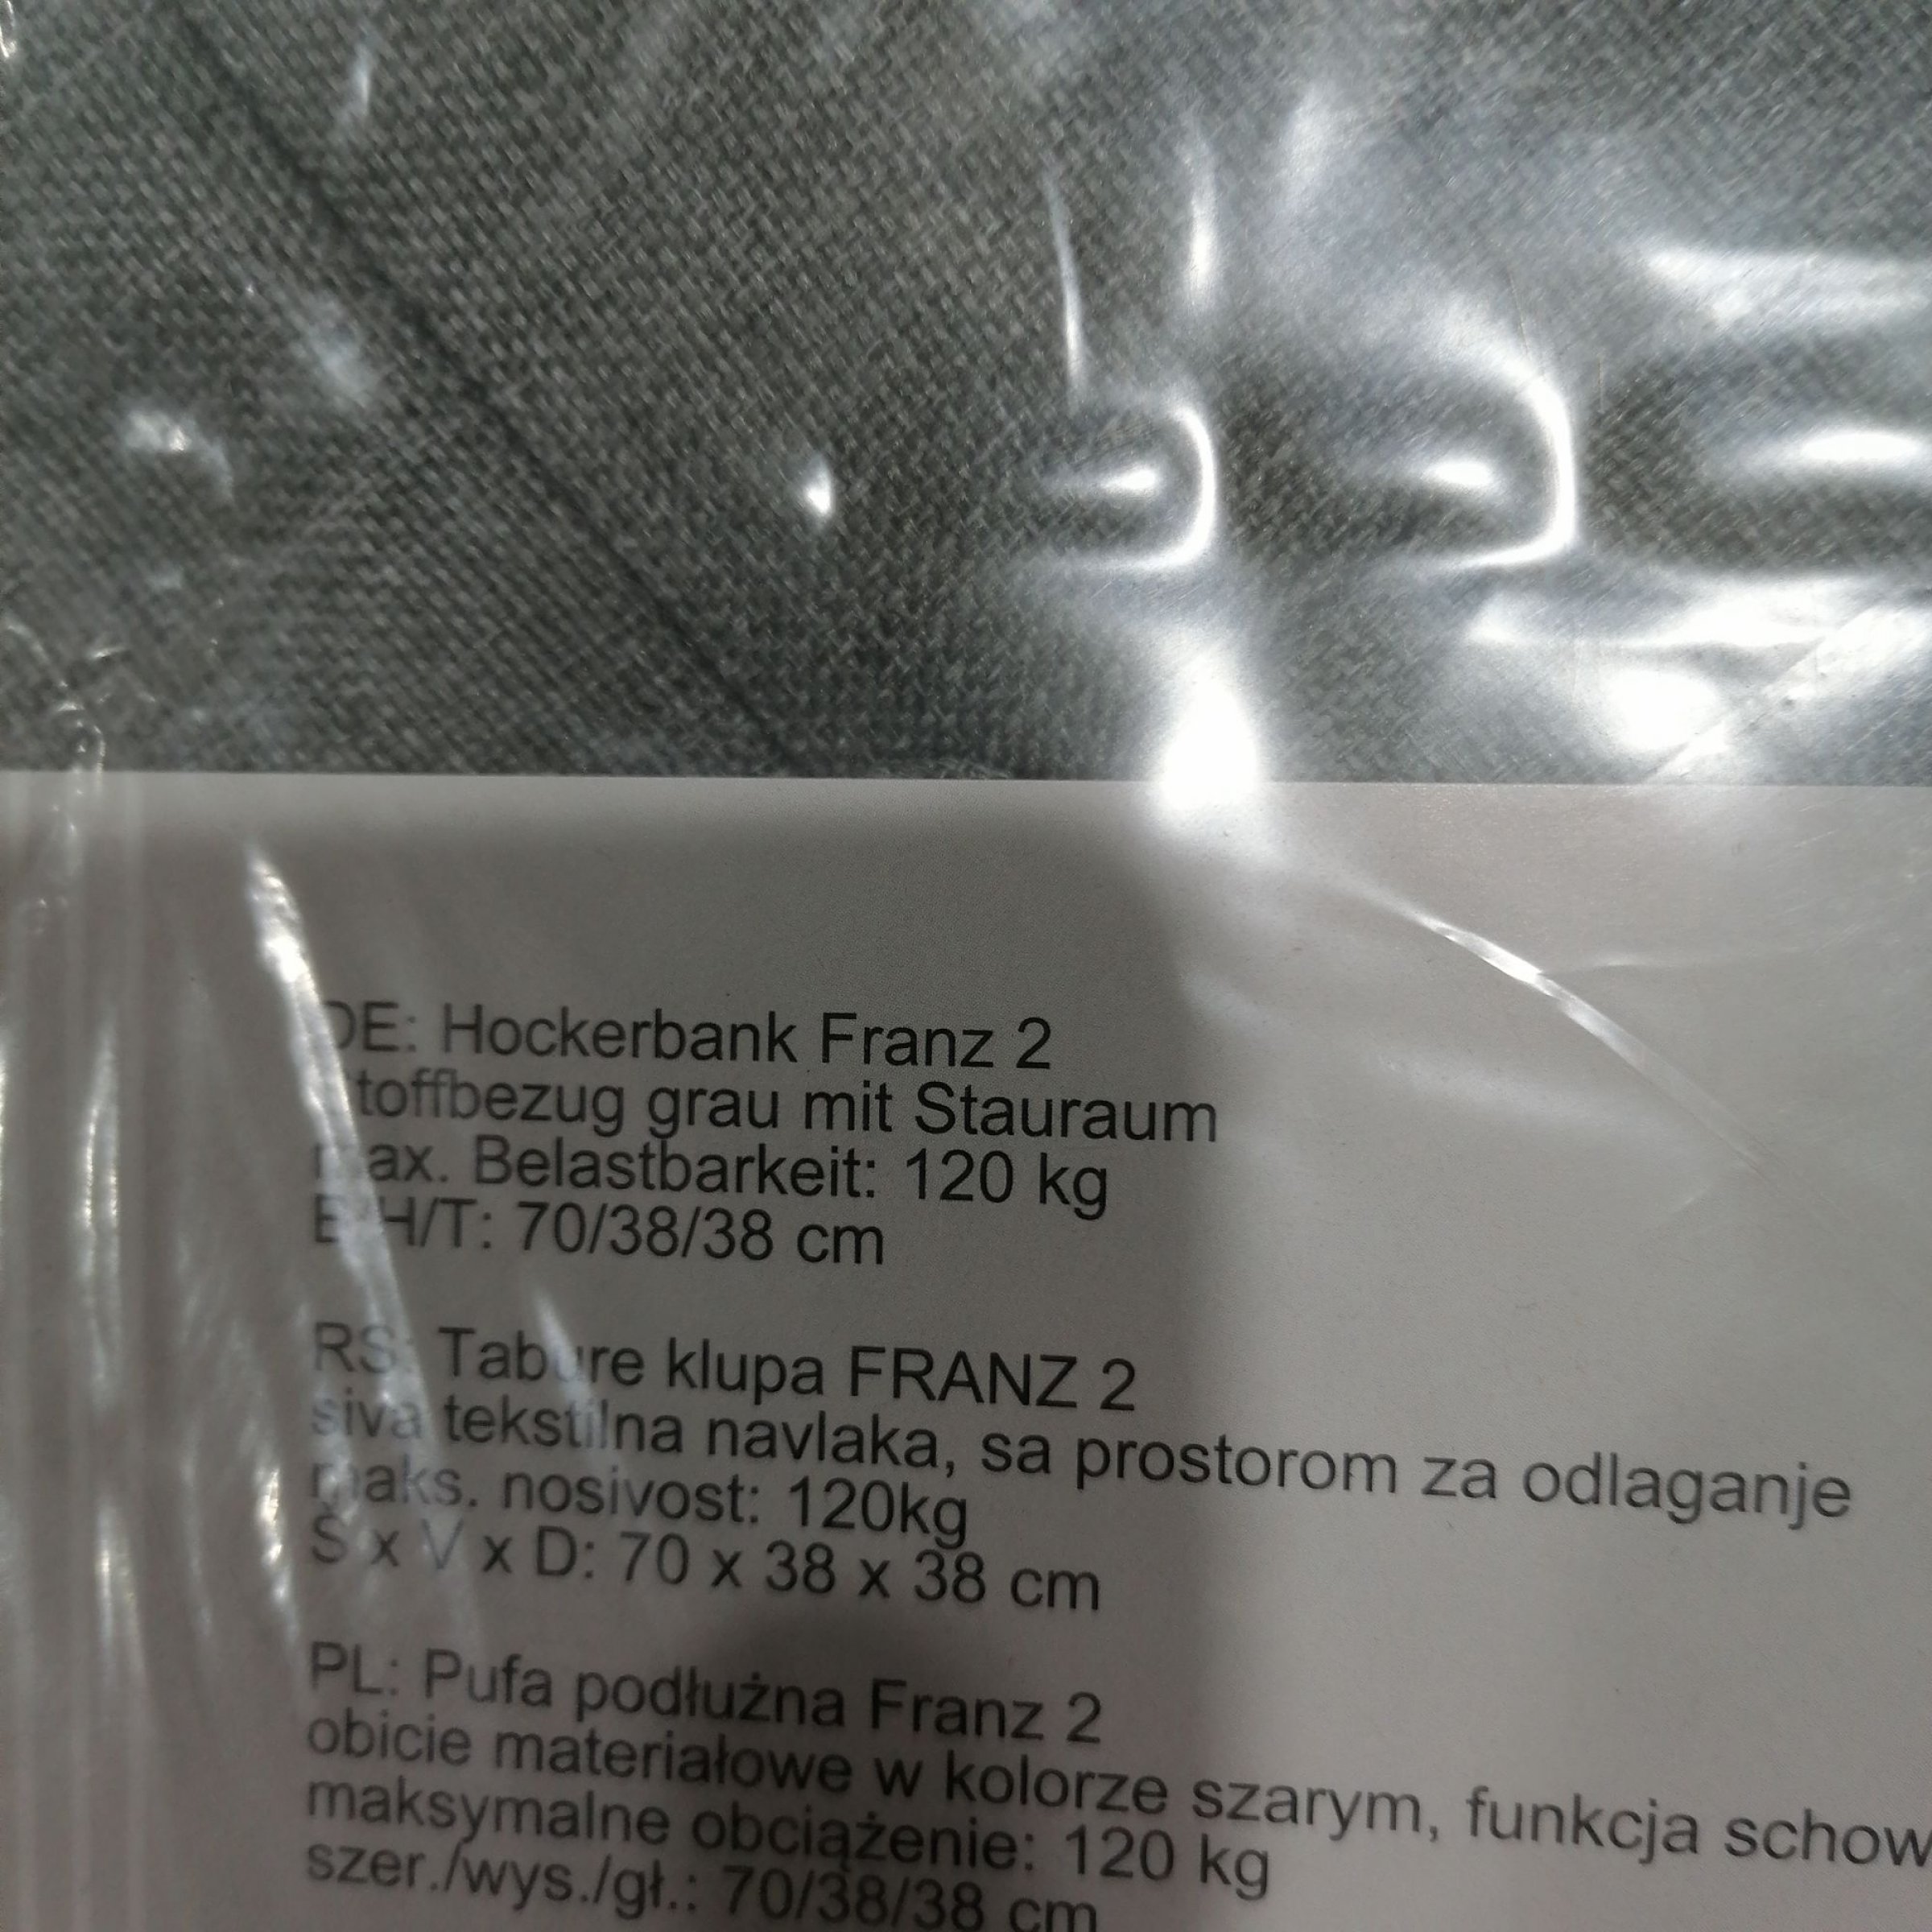 DE: Hockerbank Franz 2
Stoffbezug grau mit Stauraum
max. Belastbarkeit: 120 kg
B/H/T: 70/38/38 cm
RS: Tabure klupa FRANZ 2
siva tekstilna navlaka, sa prostorom za odlaganje
maks. nosivost: 120kg
Š x V x D: 70 x 38 x 38 cm
PL: Pufa podłużna Franz 2
obicie materiałowe w kolorze szarym, funkcja schow
maksymalne obciążenie: 120 kg
szer./wys./gł.: 70/38/38 cm